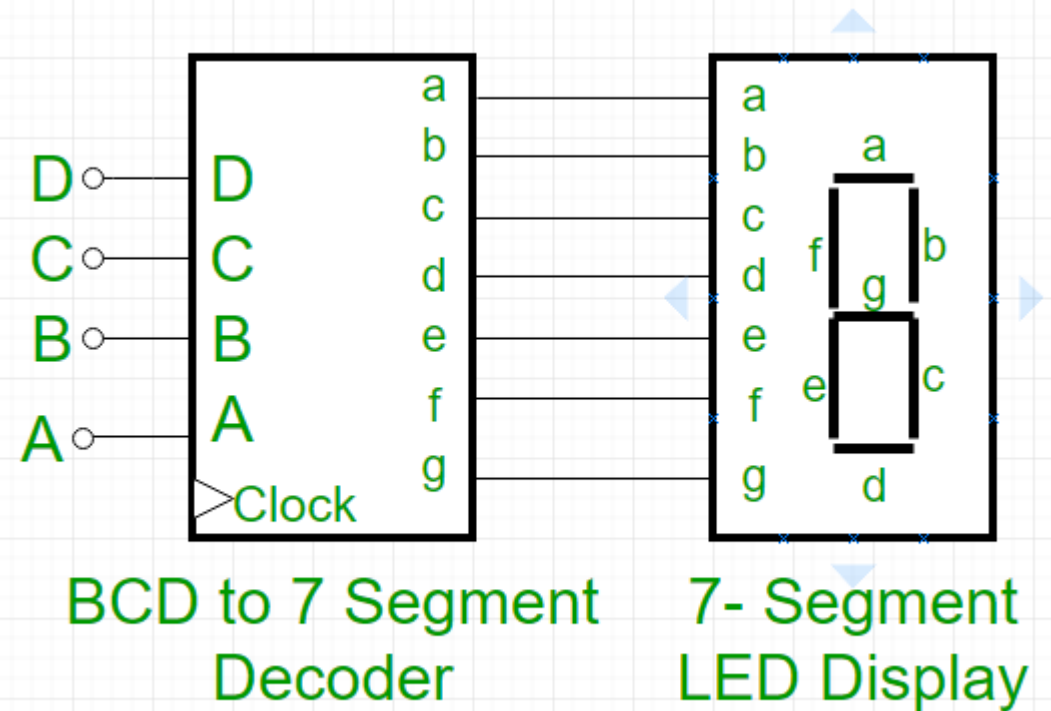 a a
b b a
D D
c c
f b
C C
d d g
B B
e e
e c
A A
f f
g g d
Clock
BCD to 7 Segment 7- Segment
Decoder LED Display